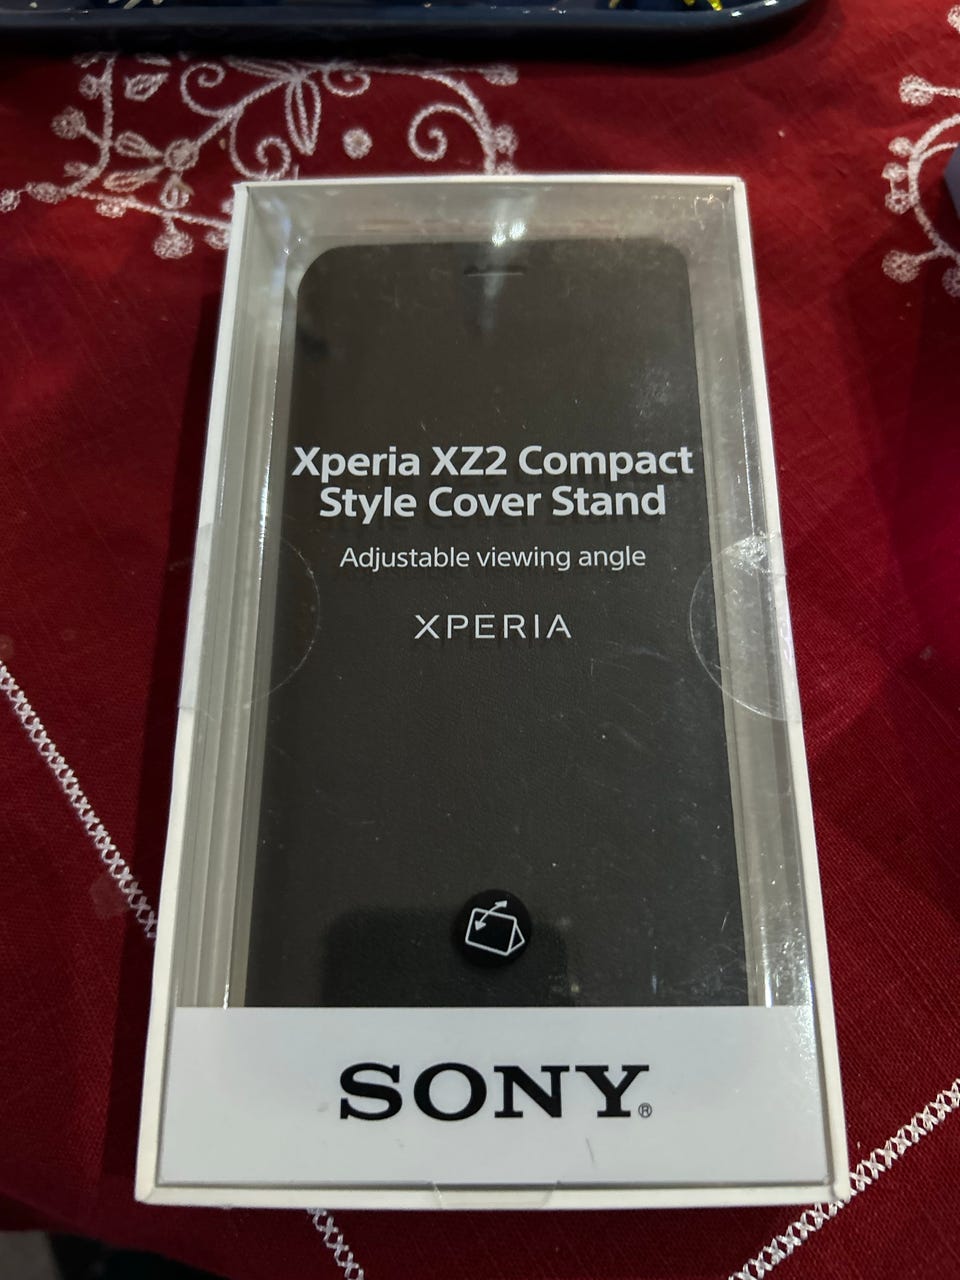 Xperia XZ2 Compact
Style Cover Stand
Adjustable viewing angle
XPERIA
SONY®